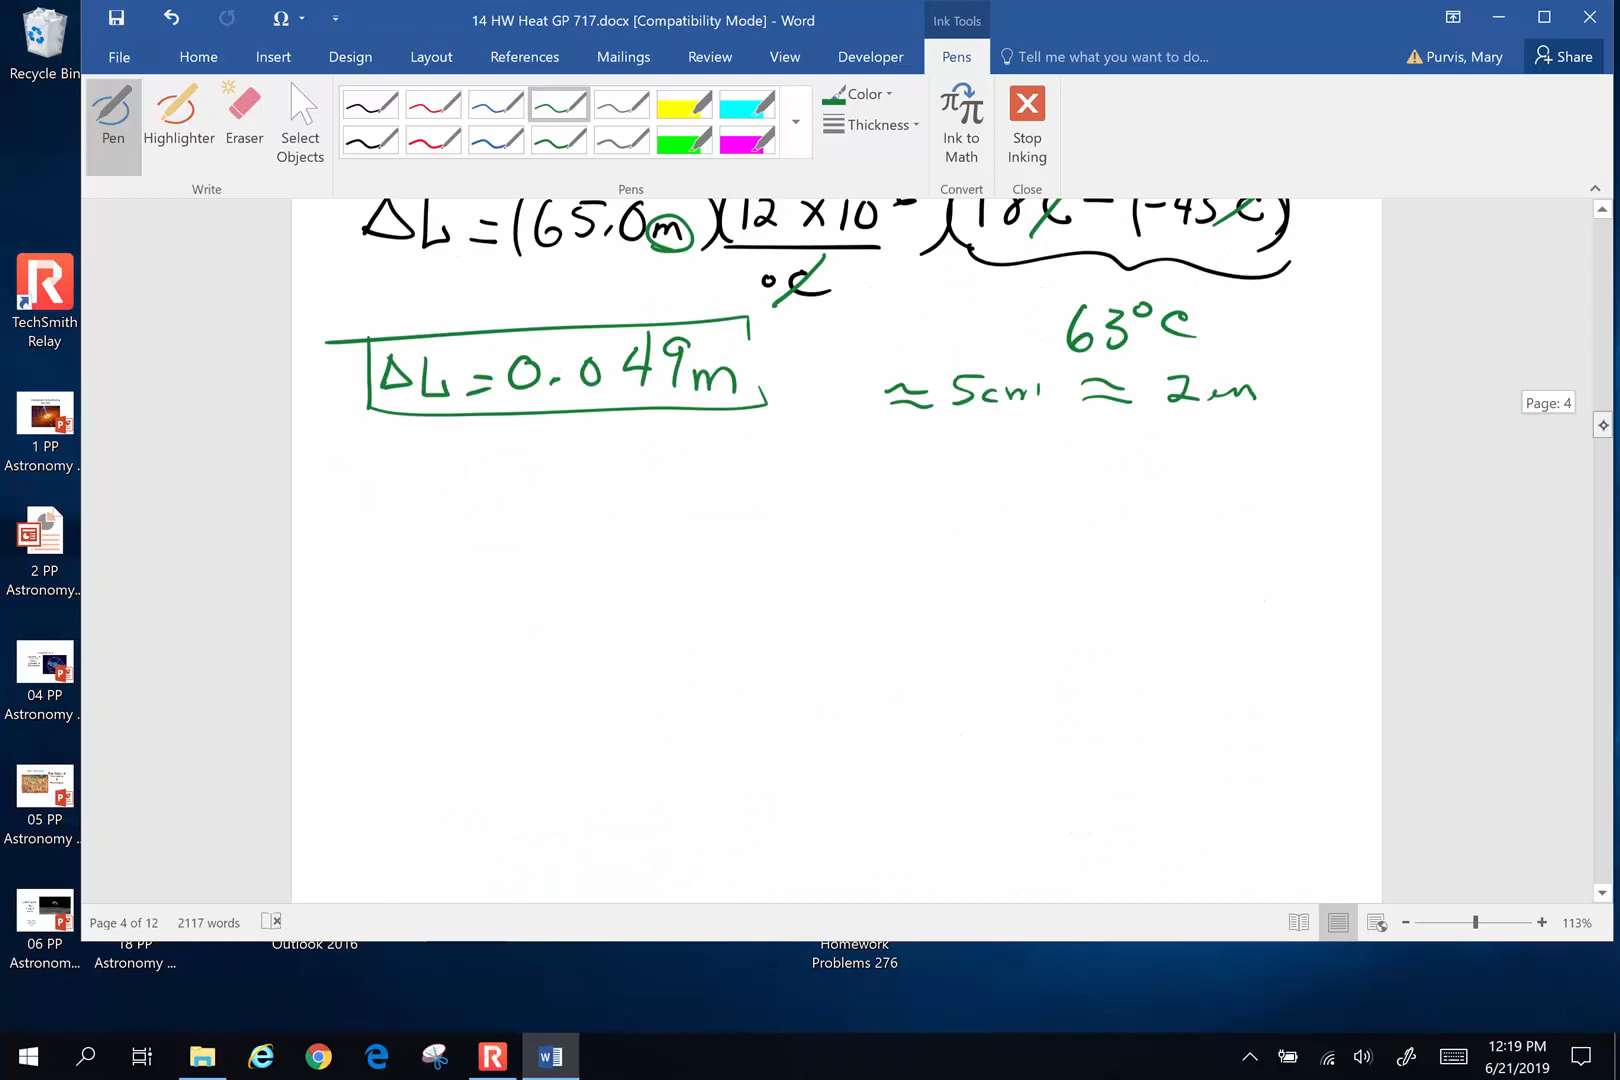 14 HW Heat GP 717.docx [Compatibility Mode] - Word
Ink Tools
File Home Insert Design Layout References Mailings Review View Developer Pens Tell me what you want to do...
Purvis, Mary
Share
Pen
Highlighter
Eraser
Select Objects
Write
Pens
Color
Thickness
Ink to Math
Convert
Stop Inking
Close
ΔL = (65.0m)(12 x 10
°C
63°C
ΔL = 0.049m
≈ 5cm ≈ 2in
Page: 4
Page 4 of 12 2117 words
113%
Recycle Bin
TechSmith Relay
1 PP Astronomy ...
2 PP Astronomy...
04 PP Astronomy ...
05 PP Astronomy ...
06 PP Astronom...
18 PP Astronomy ...
Outlook 2016
Homework Problems 276
12:19 PM
6/21/2019